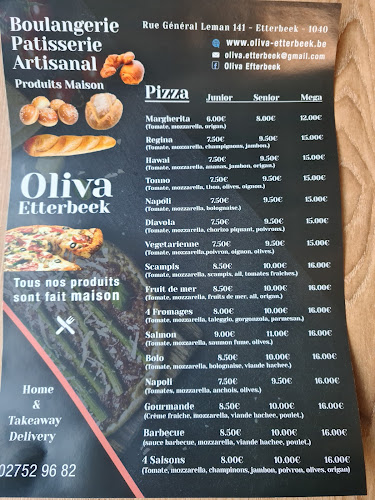 Boulangerie
Patisserie
Artisanal
Produits Maison
Oliva
Etterbeek
Tous nos produits
sont fait maison
Home
&
Takeaway
Delivery
02752 96 82
Rue Général Leman 141 - Etterbeek - 1040
www.oliva-etterbeek.be
oliva.etterbeek@gmail.com
Oliva Efterbeek
Pizza Junior Senior Mega
Margherita 6.00€ 8.00€ 12.00€
(Tomate, mozzarella, origan.)
Regina 7.50€ 9.50€ 15.00€
(Tomate, mozzarella, champignons, jambon.)
Hawai 7.50€ 9.50€ 15.00€
(Tomate, mozzarella, ananas, jambon, origan.)
Tonno 7.50€ 9.50€ 15.00€
(Tomate, mozzarella, thon, olives, oignon.)
Napoli 7.50€ 9.50€ 15.00€
(Tomate, mozzarella, bolognaise.)
Diavola 7.50€ 9.50€ 15.00€
(Tomate, mozzarella, chorizo piquant, poivrons.)
Vegetarienne 7.50€ 9.50€ 15.00€
(Tomate, mozzarella,poivron, oignon, olives.)
Scampis 8.50€ 10.00€ 16.00€
(Tomate, mozzarella, scampis, ail, tomates fraiches.)
Fruit de mer 8.50€ 10.00€ 16.00€
(Tomate, mozzarella, fruits de mer, ail, origan.)
4 Fromages 8.00€ 10.00€ 16.00€
(Tomate, mozzarella, taleggio, gorgonzola, parmesan.)
Salmon 9.00€ 11.00€ 16.00€
(Tomate, mozzarella, saumon fume, olives.)
Bolo 8.50€ 10.00€ 16.00€
(Tomate, mozzarella, bolognaise, viande hachee.)
Napoli 7.50€ 9.50€ 16.00€
(Tomates, mozzarella, anchois, olives.)
Gourmande 8.50€ 10.00€ 16.00€
(Crème fraiche, mozzarella, viande hachee, poulet.)
Barbecue 8.50€ 10.00€ 16.00€
(sauce barbecue, mozzarella, viande hachee, poulet.)
4 Saisons 8.00€ 10.00€ 16.00€
(Tomate, mozzarella, champinons, jambon, poivron, olives, origan)